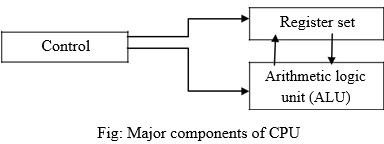 Register set
Control
Arithmetic logic
unit (ALU)
Fig: Major components of CPU